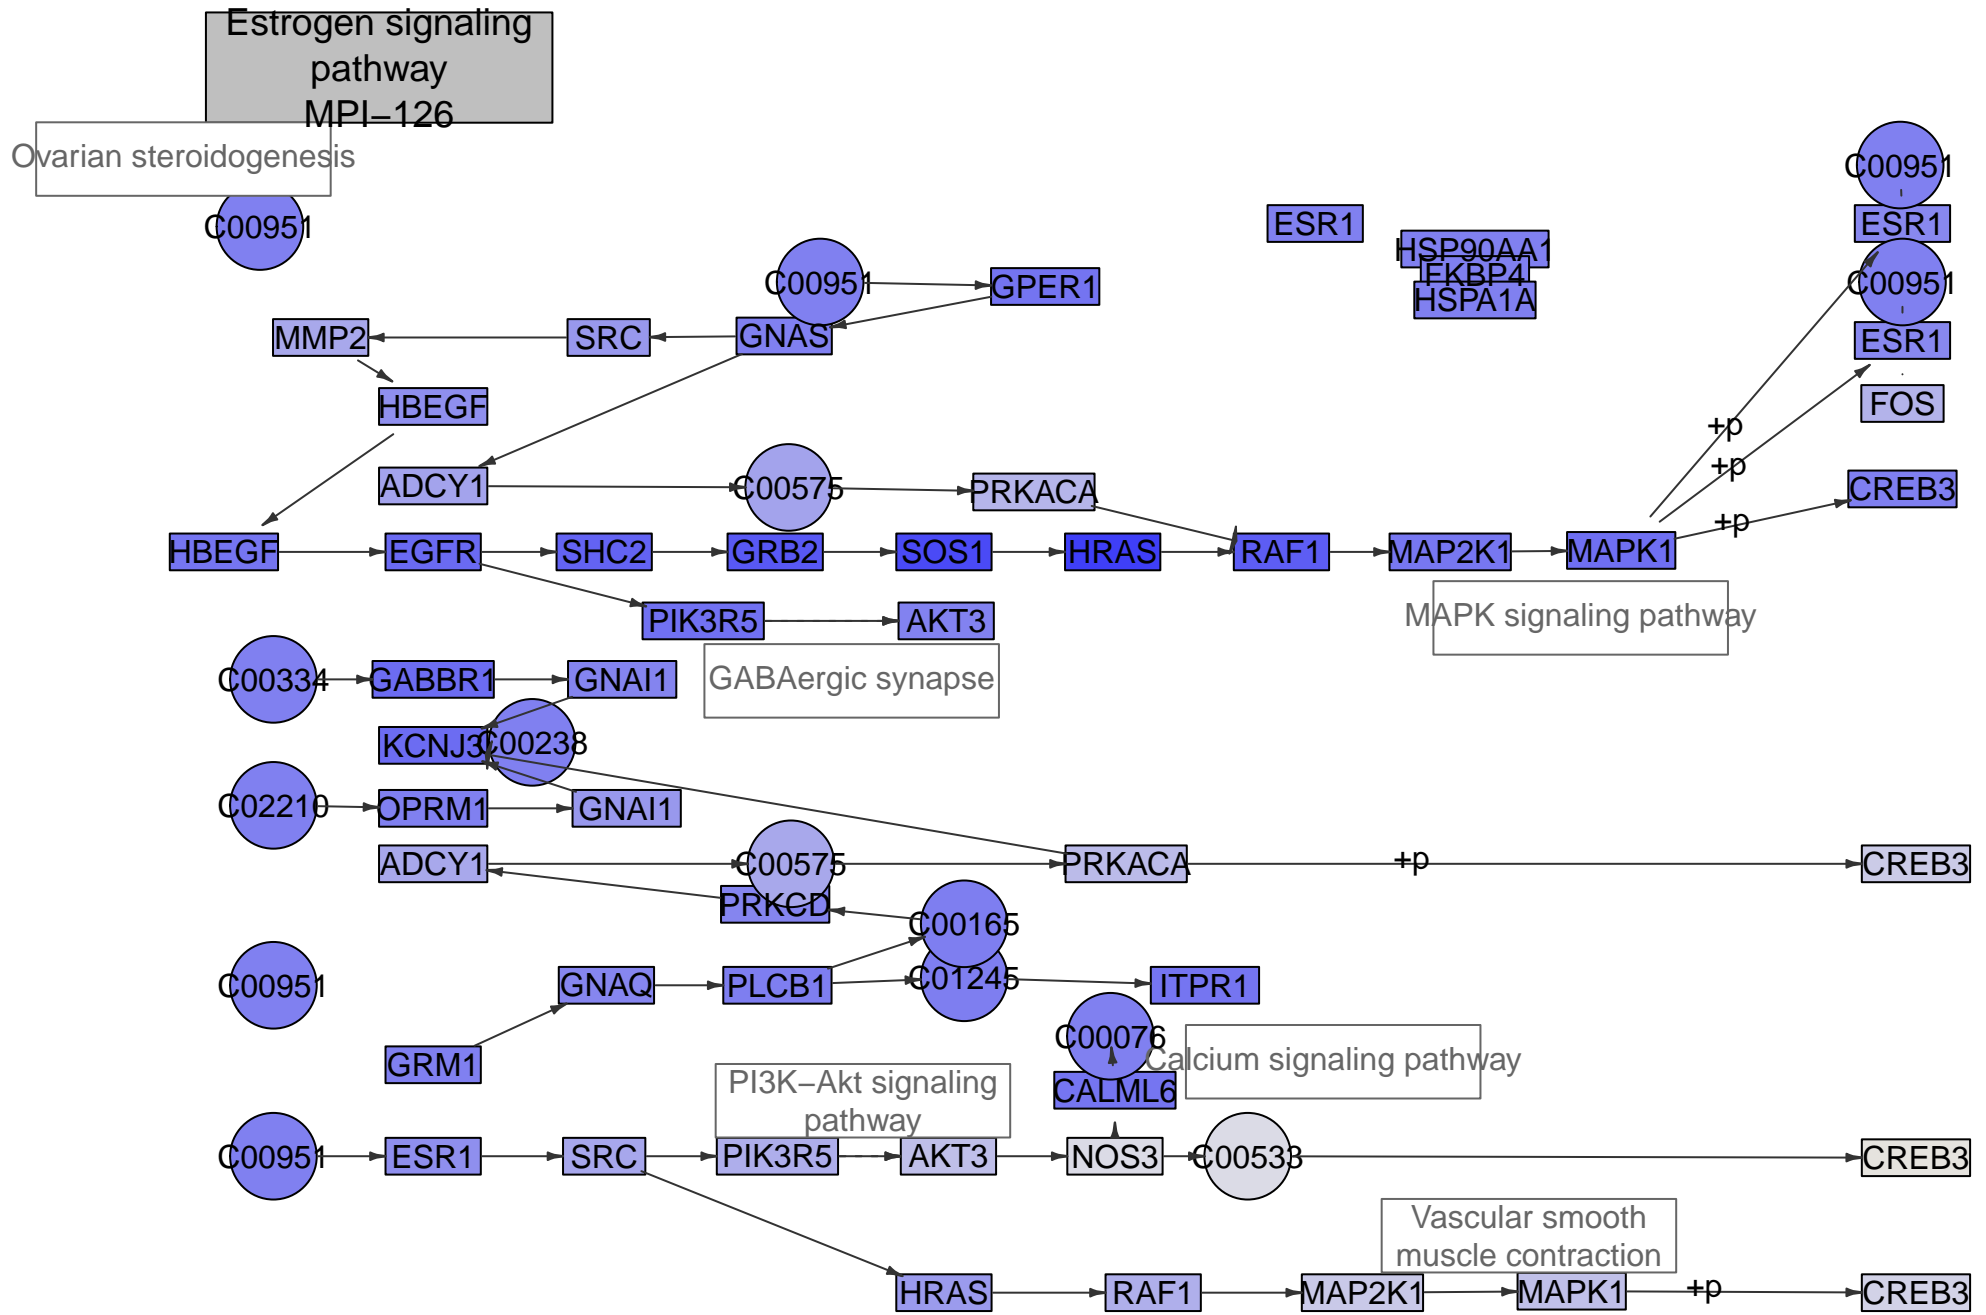 Estrogen signaling
pathway
MPI−126
Ovarian steroidogenesis
C00951
C00951
ESR1
C00951
ESR1
HSP90AA1
FKBP4
HSPA1A
C00951
GPER1
C00951
MMP2
SRC
GNAS
ESR1
HBEGF
FOS
+p
+p
ADCY1
C00575
PRKACA
CREB3
+p
HBEGF
EGFR
SHC2
GRB2
SOS1
HRAS
RAF1
MAP2K1
MAPK1
PIK3R5
AKT3
MAPK signaling pathway
C00334
GABBR1
GNAI1
GABAergic synapse
KCNJ3
C00238
C02210
OPRM1
GNAI1
ADCY1
C00575
PRKACA
+p
CREB3
PRKCD
C00165
C00951
GNAQ
PLCB1
C01245
ITPR1
C00076
Calcium signaling pathway
GRM1
PI3K−Akt signaling
pathway
CALML6
C00951
ESR1
SRC
PIK3R5
AKT3
NOS3
C00533
CREB3
Vascular smooth
muscle contraction
HRAS
RAF1
MAP2K1
MAPK1
+p
CREB3